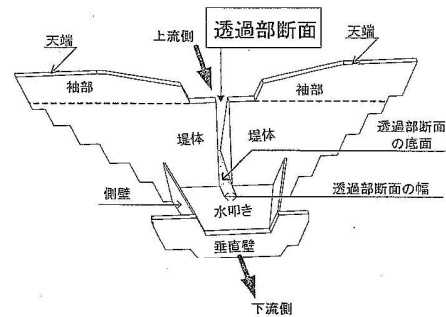 天端
上流側
透過部断面
天端
袖部
袖部
堤体
堤体
透過部断面
の底面
側壁
水叩き
透過部断面の幅
垂直壁
下流側